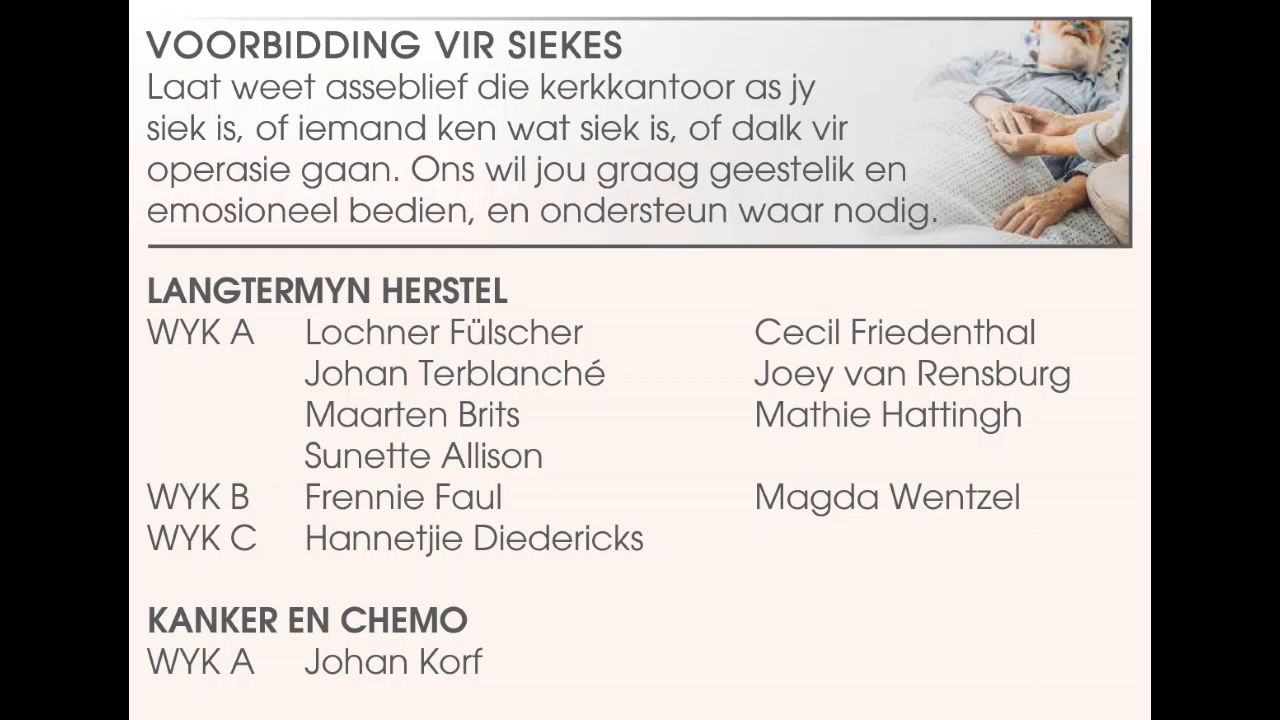 VOORBIDDING VIR SIEKES
Laat weet asseblief die kerkkantoor as jy
siek is, of iemand ken wat siek is, of dalk vir
operasie gaan. Ons wil jou graag geestelik en
emosioneel bedien, en ondersteun waar nodig.
LANGTERMYN HERSTEL
WYK A Lochner Fülscher Cecil Friedenthal
Johan Terblanché Joey van Rensburg
Maarten Brits Mathie Hattingh
Sunette Allison
WYK B Frennie Faul Magda Wentzel
WYK C Hannetjie Diedericks
KANKER EN CHEMO
WYK A Johan Korf